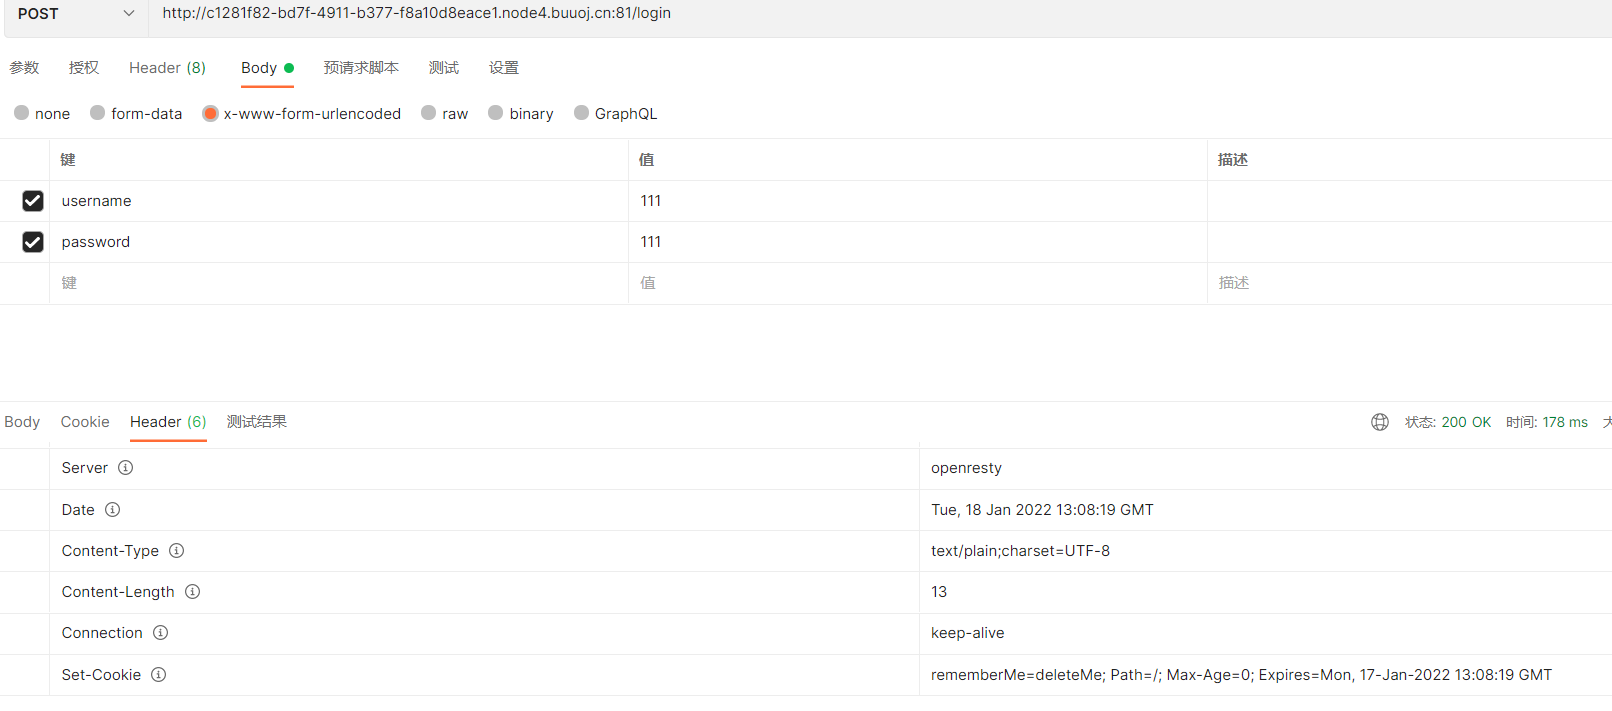 POST http://c1281f82-bd7f-4911-b377-f8a10d8eace1.node4.buuoj.cn:81/login
参数 授权 Header (8) Body 预请求脚本 测试 设置
none form-data x-www-form-urlencoded raw binary GraphQL
键 值 描述
username 111
password 111
键 值 描述
Body Cookie Header (6) 测试结果 状态: 200 OK 时间: 178 ms 大
Server openresty
Date Tue, 18 Jan 2022 13:08:19 GMT
Content-Type text/plain;charset=UTF-8
Content-Length 13
Connection keep-alive
Set-Cookie rememberMe=deleteMe; Path=/; Max-Age=0; Expires=Mon, 17-Jan-2022 13:08:19 GMT